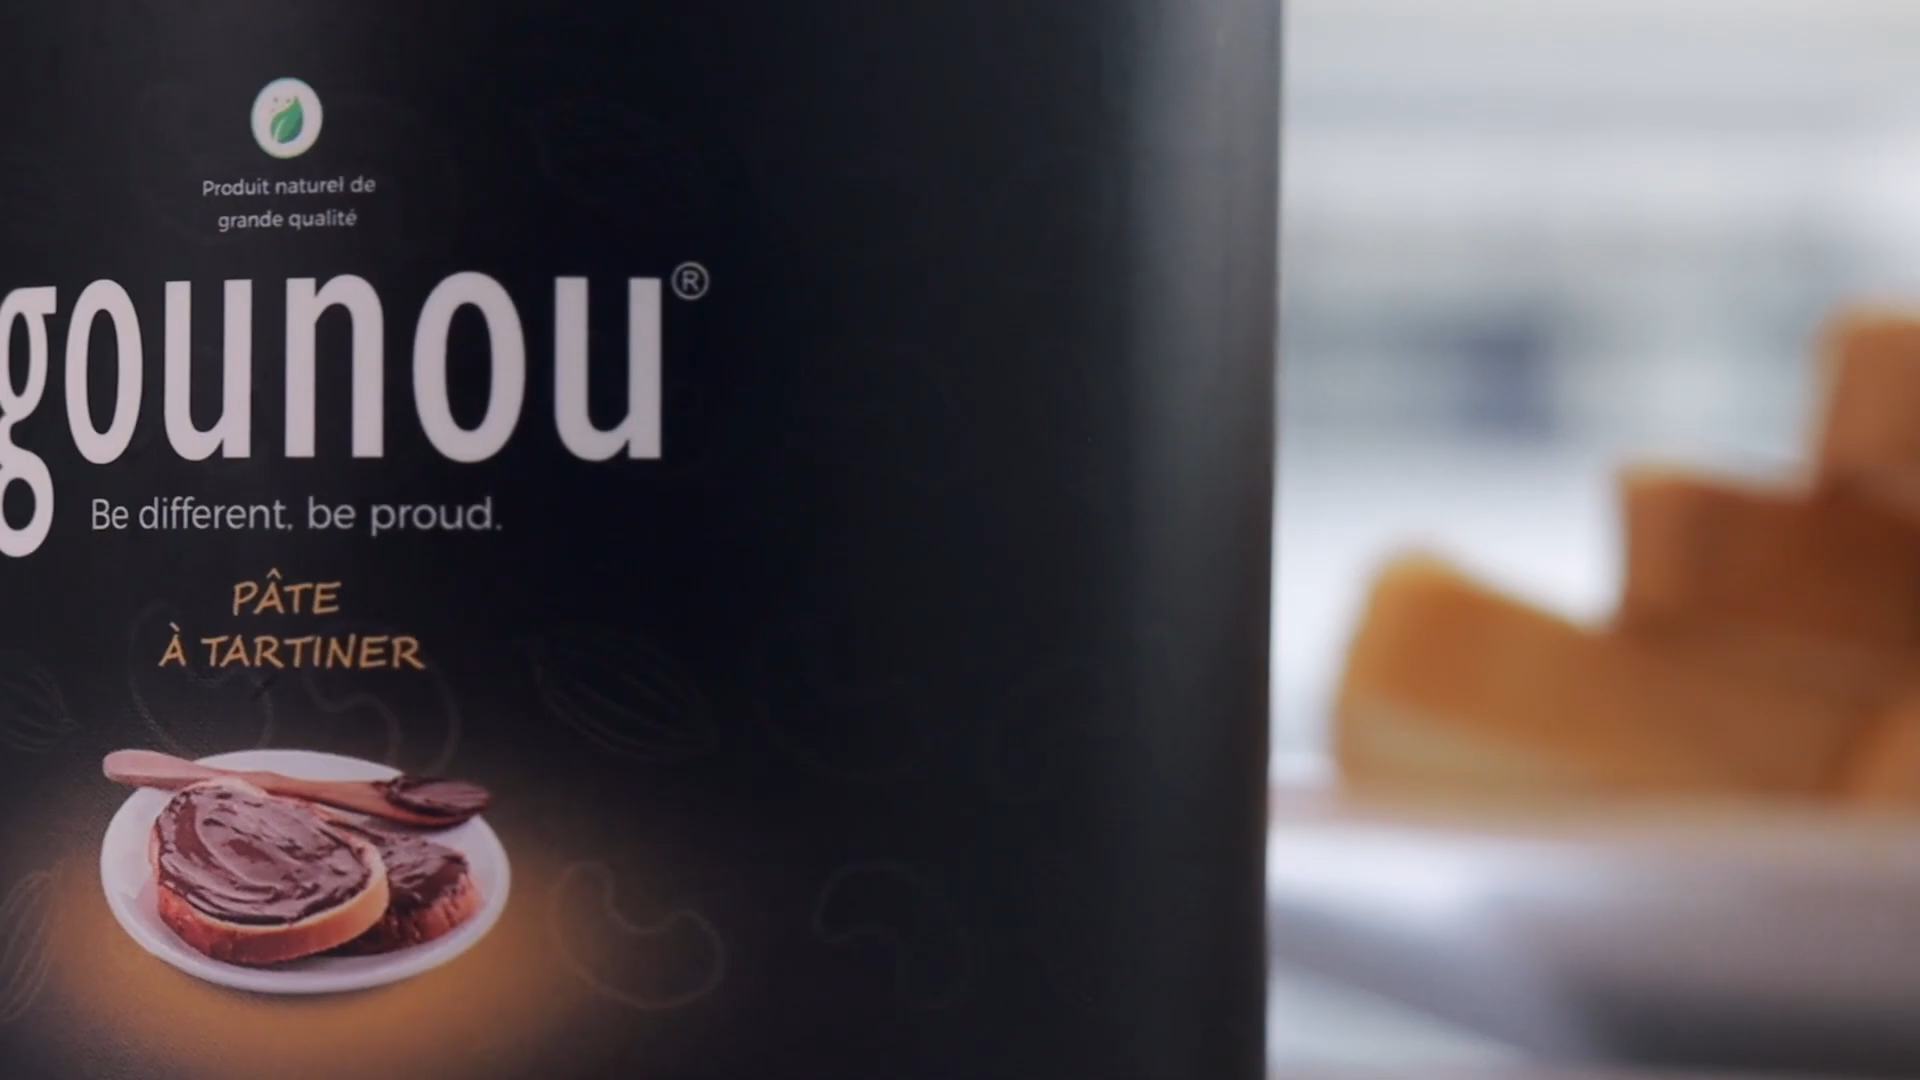 Produit naturel de
grande qualité
gounou®
Be different, be proud.
PÂTE
À TARTINER